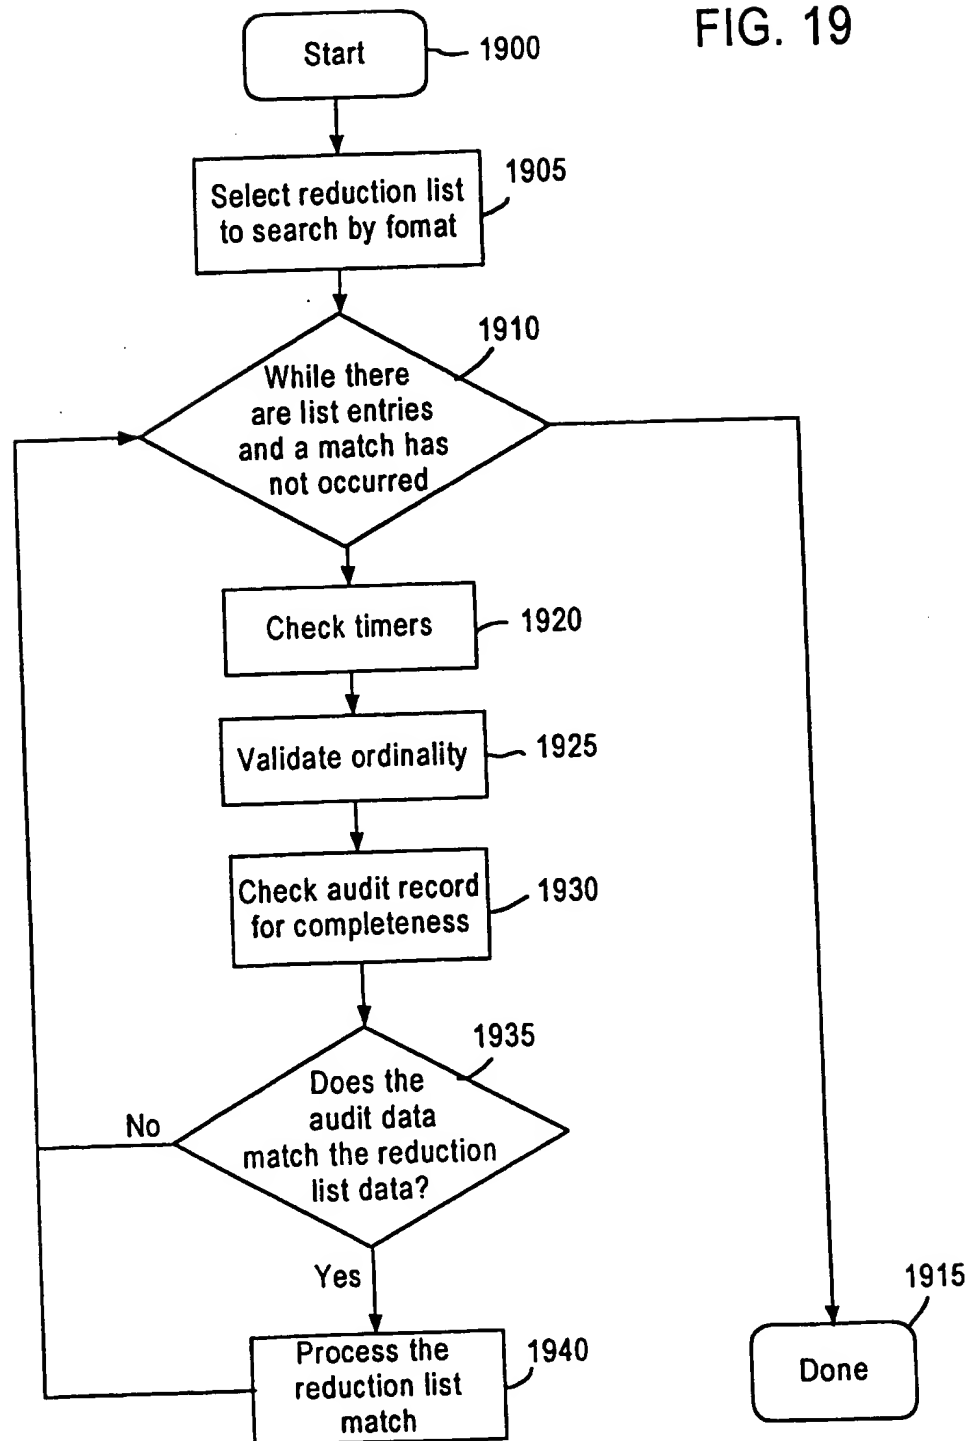 FIG. 19
Start
1900
Select reduction list
to search by fomat
1905
While there
are list entries
and a match has
not occurred
1910
Check timers
1920
Validate ordinality
1925
Check audit record
for completeness
1930
Does the
audit data
match the reduction
list data?
1935
No
Yes
Process the
reduction list
match
1940
Done
1915